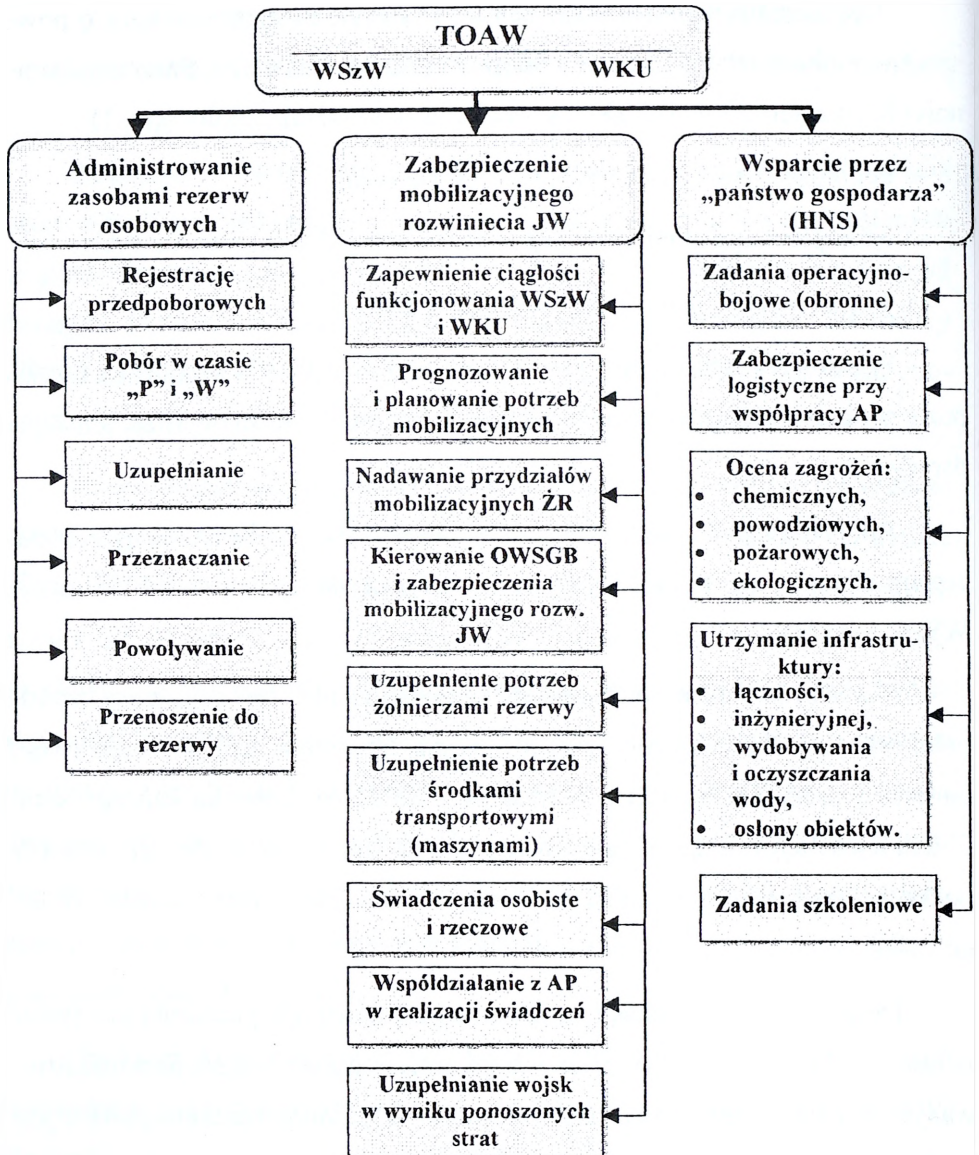 TOAW
WSzW WKU
Administrowanie
zasobami rezerw
osobowych
Rejestrację
przedpoborowych
Pobór w czasie
„P” i „W”
Uzupełnianie
Przeznaczanie
Powoływanie
Przenoszenie do
rezerwy
Zabezpieczenie
mobilizacyjnego
rozwiniecia JW
Zapewnienie ciągłości
funkcjonowania WSzW
i WKU
Prognozowanie
i planowanie potrzeb
mobilizacyjnych
Nadawanie przydziałów
mobilizacyjnych ŻR
Kierowanie OWSGB
i zabezpieczenia
mobilizacyjnego rozw.
JW
Uzupełnienie potrzeb
żołnierzami rezerwy
Uzupełnienie potrzeb
środkami
transportowymi
(maszynami)
Świadczenia osobiste
i rzeczowe
Współdziałanie z AP
w realizacji świadczeń
Uzupełnianie wojsk
w wyniku ponoszonych
strat
Wsparcie przez
„państwo gospodarza”
(HNS)
Zadania operacyjno-
bojowe (obronne)
Zabezpieczenie
logistyczne przy
współpracy AP
Ocena zagrożeń:
• chemicznych,
• powodziowych,
• pożarowych,
• ekologicznych.
Utrzymanie infrastru-
ktury:
• łączności,
• inżynieryjnej,
• wydobywania
i oczyszczania
wody,
• osłony obiektów.
Zadania szkoleniowe